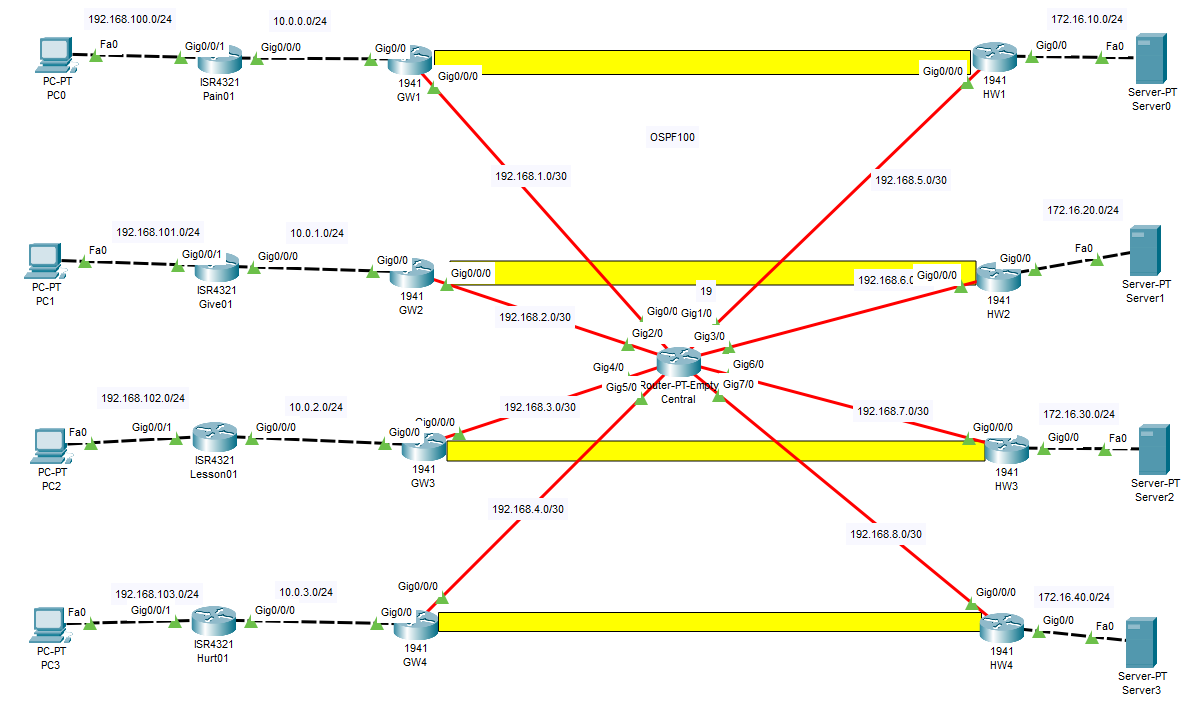 192.168.100.0/24
10.0.0.0/24
172.16.10.0/24
Fa0
Gig0/0/1
Gig0/0/0
Gig0/0
Gig0/0/0
Gig0/0/0
Gig0/0
Fa0
PC-PT
PC0
ISR4321
Pain01
1941
GW1
1941
HW1
Server-PT
Server0
OSPF100
192.168.1.0/30
192.168.5.0/30
192.168.101.0/24
10.0.1.0/24
172.16.20.0/24
Fa0
Gig0/0/1
Gig0/0/0
Gig0/0
Gig0/0/0
192.168.6.0
Gig0/0/0
Gig0/0
Fa0
PC-PT
PC1
ISR4321
Give01
1941
GW2
19
1941
HW2
Server-PT
Server1
192.168.2.0/30
Gig0/0
Gig1/0
Gig2/0
Gig3/0
Gig4/0
Gig6/0
Gig5/0
Gig7/0
Router-PT-Empty
Central
192.168.102.0/24
10.0.2.0/24
192.168.3.0/30
192.168.7.0/30
172.16.30.0/24
Fa0
Gig0/0/1
Gig0/0/0
Gig0/0
Gig0/0/0
Gig0/0/0
Gig0/0
Fa0
PC-PT
PC2
ISR4321
Lesson01
1941
GW3
1941
HW3
Server-PT
Server2
192.168.4.0/30
192.168.8.0/30
192.168.103.0/24
10.0.3.0/24
172.16.40.0/24
Fa0
Gig0/0/1
Gig0/0/0
Gig0/0
Gig0/0/0
Gig0/0/0
Gig0/0
Fa0
PC-PT
PC3
ISR4321
Hurt01
1941
GW4
1941
HW4
Server-PT
Server3